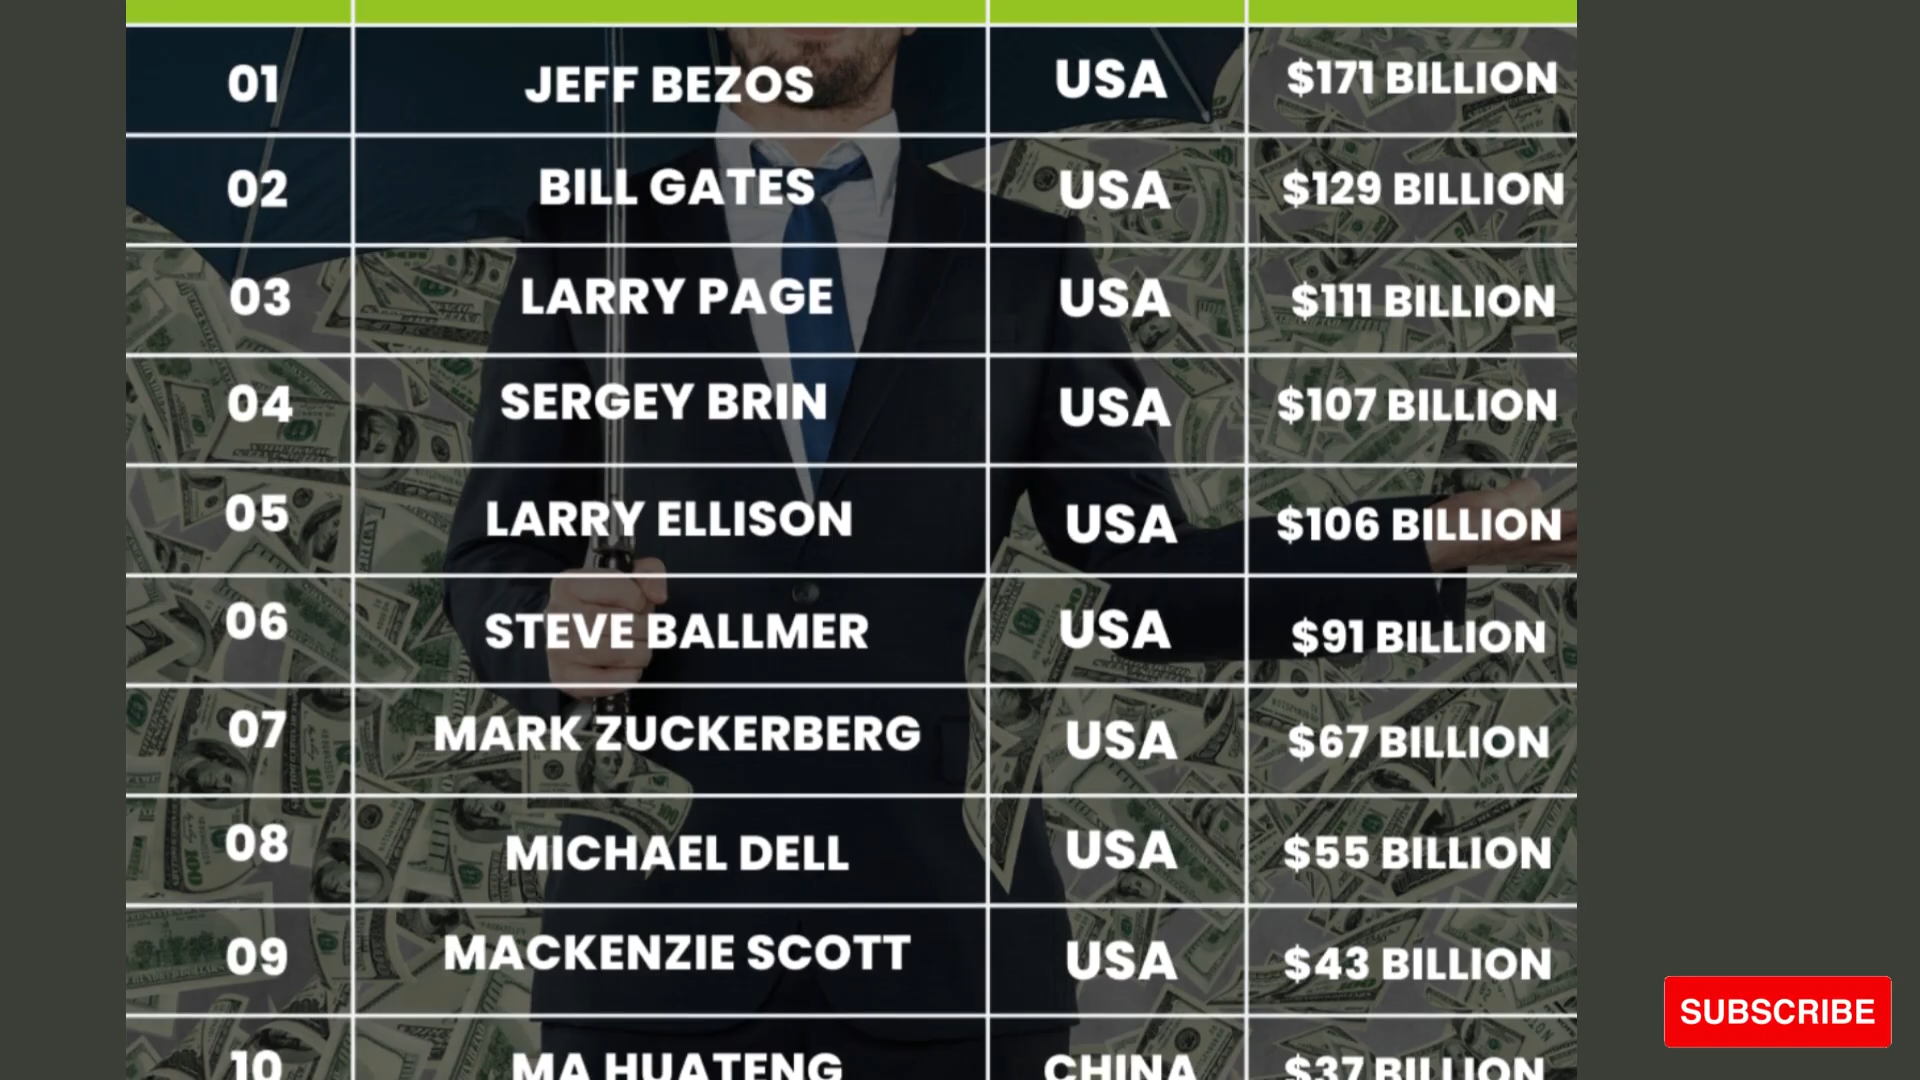 01 JEFF BEZOS USA $171 BILLION
02 BILL GATES USA $129 BILLION
03 LARRY PAGE USA $111 BILLION
04 SERGEY BRIN USA $107 BILLION
05 LARRY ELLISON USA $106 BILLION
06 STEVE BALLMER USA $91 BILLION
07 MARK ZUCKERBERG USA $67 BILLION
08 MICHAEL DELL USA $55 BILLION
09 MACKENZIE SCOTT USA $43 BILLION
10 MA HUATENG CHINA $37 BILLION
SUBSCRIBE